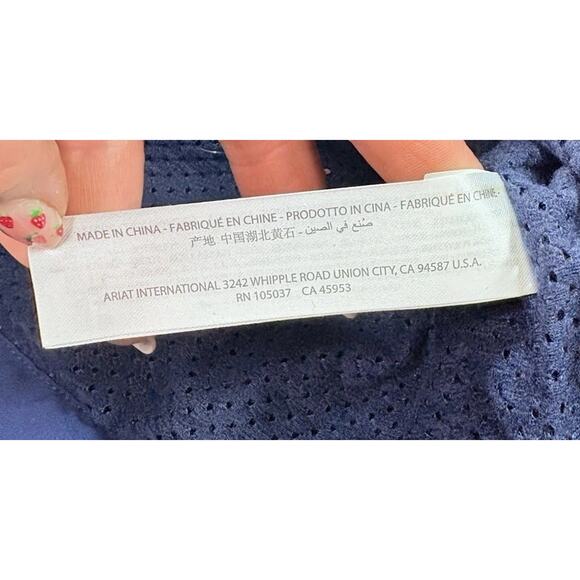 MADE IN CHINA - FABRIQUÉ EN CHINE - PRODOTTO IN CINA - FABRIQUÉ EN CHINE -
产地 中国湖北黄石 - صُنع في الصين
ARIAT INTERNATIONAL 3242 WHIPPLE ROAD UNION CITY, CA 94587 U.S.A.
RN 105037 CA 45953